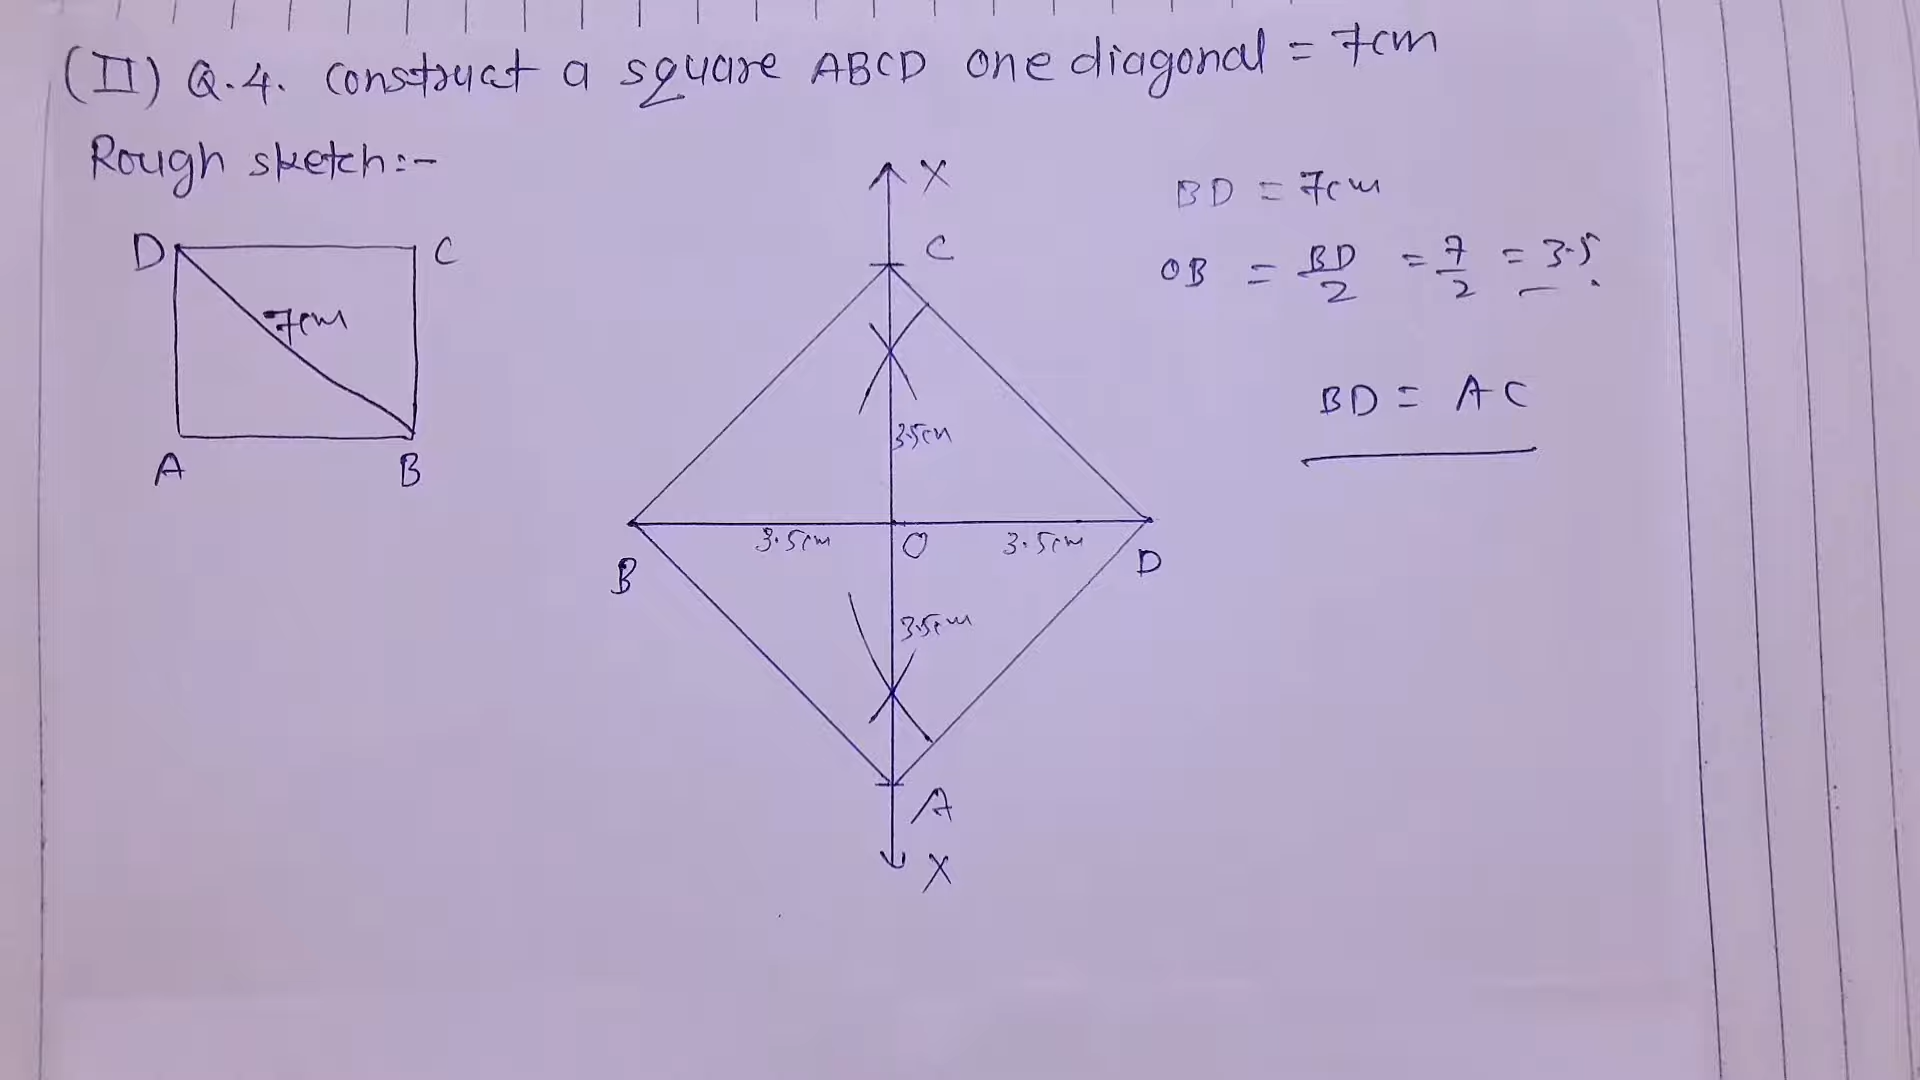 (II) Q.4. construct a square ABCD one diagonal = 7cm
Rough sketch:-
D
C
7cm
A
B
X
C
3.5cm
3.5cm
O
3.5cm
B
D
3.5cm
A
X
BD = 7cm
OB = BD/2 = 7/2 = 3.5
BD = AC